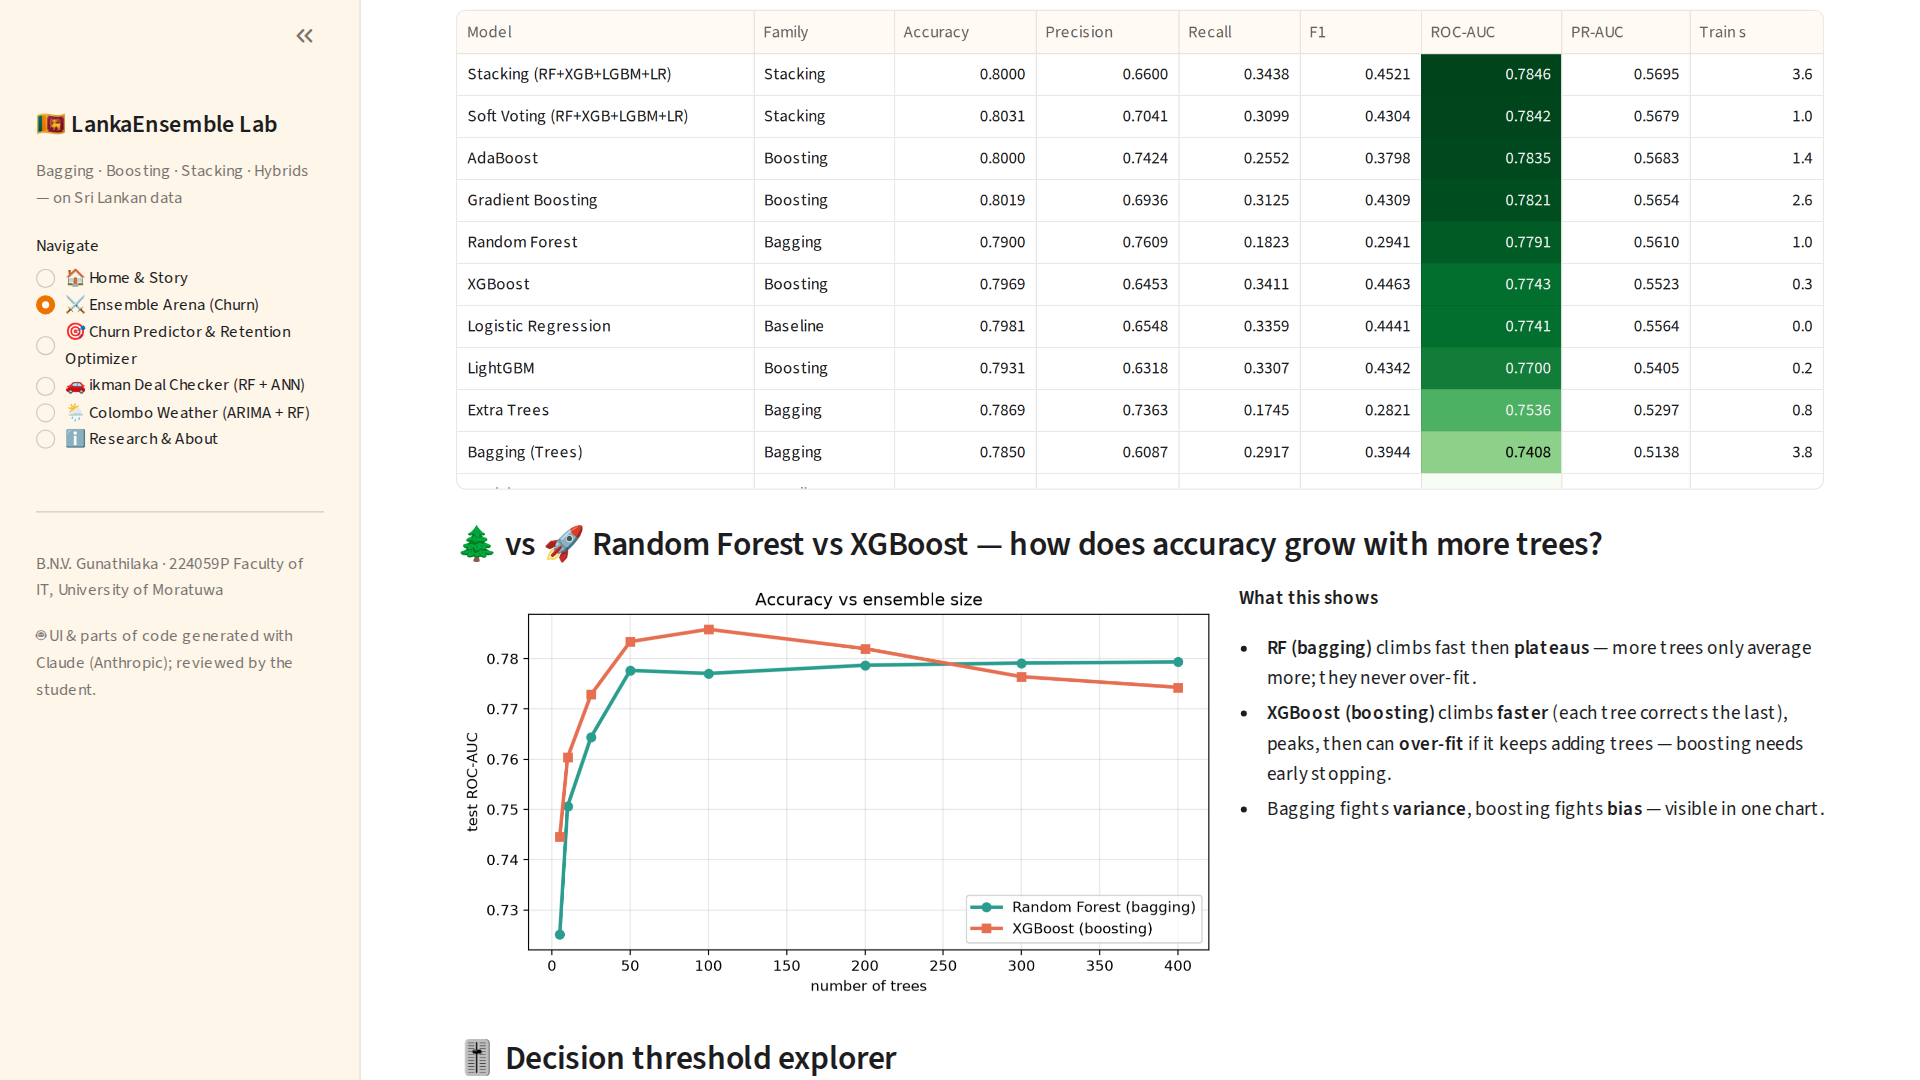 LankaEnsemble Lab
Bagging · Boosting · Stacking · Hybrids
— on Sri Lankan data
Navigate
Home & Story
Ensemble Arena (Churn)
Churn Predictor & Retention
Optimizer
ikman Deal Checker (RF + ANN)
Colombo Weather (ARIMA + RF)
Research & About
B.N.V. Gunathilaka · 224059P Faculty of
IT, University of Moratuwa
UI & parts of code generated with
Claude (Anthropic); reviewed by the
student.
Model Family Accuracy Precision Recall F1 ROC-AUC PR-AUC Train s
Stacking (RF+XGB+LGBM+LR) Stacking 0.8000 0.6600 0.3438 0.4521 0.7846 0.5695 3.6
Soft Voting (RF+XGB+LGBM+LR) Stacking 0.8031 0.7041 0.3099 0.4304 0.7842 0.5679 1.0
AdaBoost Boosting 0.8000 0.7424 0.2552 0.3798 0.7835 0.5683 1.4
Gradient Boosting Boosting 0.8019 0.6936 0.3125 0.4309 0.7821 0.5654 2.6
Random Forest Bagging 0.7900 0.7609 0.1823 0.2941 0.7791 0.5610 1.0
XGBoost Boosting 0.7969 0.6453 0.3411 0.4463 0.7743 0.5523 0.3
Logistic Regression Baseline 0.7981 0.6548 0.3359 0.4441 0.7741 0.5564 0.0
LightGBM Boosting 0.7931 0.6318 0.3307 0.4342 0.7700 0.5405 0.2
Extra Trees Bagging 0.7869 0.7363 0.1745 0.2821 0.7536 0.5297 0.8
Bagging (Trees) Bagging 0.7850 0.6087 0.2917 0.3944 0.7408 0.5138 3.8
vs Random Forest vs XGBoost — how does accuracy grow with more trees?
Accuracy vs ensemble size
test ROC-AUC
0.78
0.77
0.76
0.75
0.74
0.73
Random Forest (bagging)
XGBoost (boosting)
0 50 100 150 200 250 300 350 400
number of trees
What this shows
• RF (bagging) climbs fast then plateaus — more trees only average
more; they never over-fit.
• XGBoost (boosting) climbs faster (each tree corrects the last),
peaks, then can over-fit if it keeps adding trees — boosting needs
early stopping.
• Bagging fights variance, boosting fights bias — visible in one chart.
Decision threshold explorer